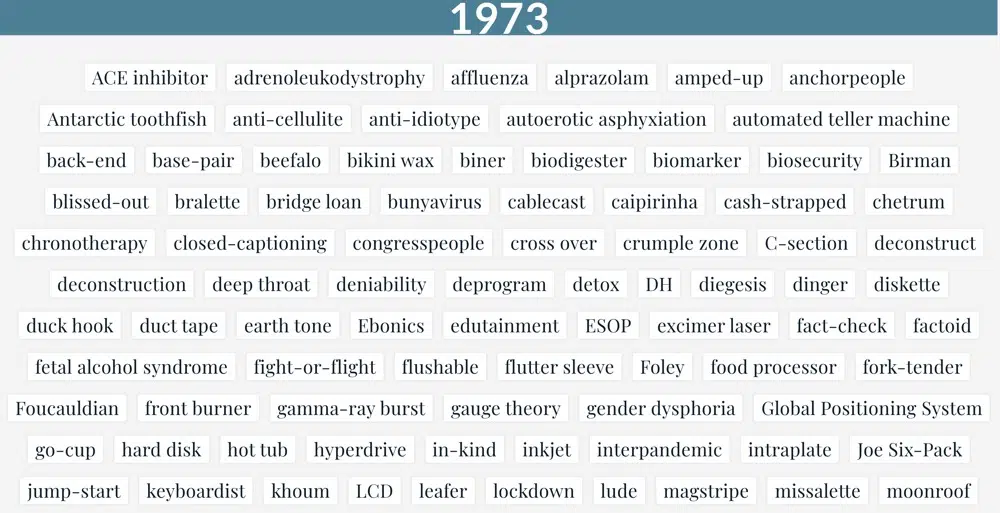 1973
ACE inhibitor adrenoleukodystrophy affluenza alprazolam amped-up anchorpeople
Antarctic toothfish anti-cellulite anti-idiotype autoerotic asphyxiation automated teller machine
back-end base-pair beefalo bikini wax biner biodigester biomarker biosecurity Birman
blissed-out bralette bridge loan bunyavirus cablecast caipirinha cash-strapped chetrum
chronotherapy closed-captioning congresspeople cross over crumple zone C-section deconstruct
deconstruction deep throat deniability deprogram detox DH diegesis dinger diskette
duck hook duct tape earth tone Ebonics edutainment ESOP excimer laser fact-check factoid
fetal alcohol syndrome fight-or-flight flushable flutter sleeve Foley food processor fork-tender
Foucauldian front burner gamma-ray burst gauge theory gender dysphoria Global Positioning System
go-cup hard disk hot tub hyperdrive in-kind inkjet interpandemic intraplate Joe Six-Pack
jump-start keyboardist khoum LCD leafer lockdown lude magstripe missalette moonroof